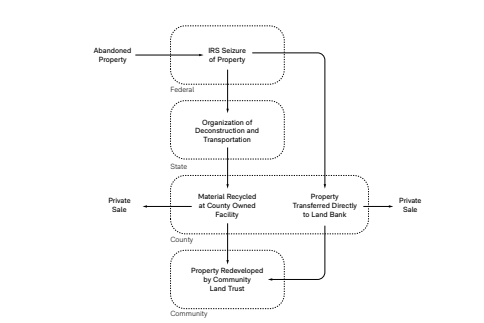 Abandoned
Property
IRS Seizure
of Property
Federal
Organization of
Deconstruction and
Transportation
State
Private
Sale
Material Recycled
at County Owned
Facility
Property
Transferred Directly
to Land Bank
Private
Sale
County
Property Redeveloped
by Community
Land Trust
Community